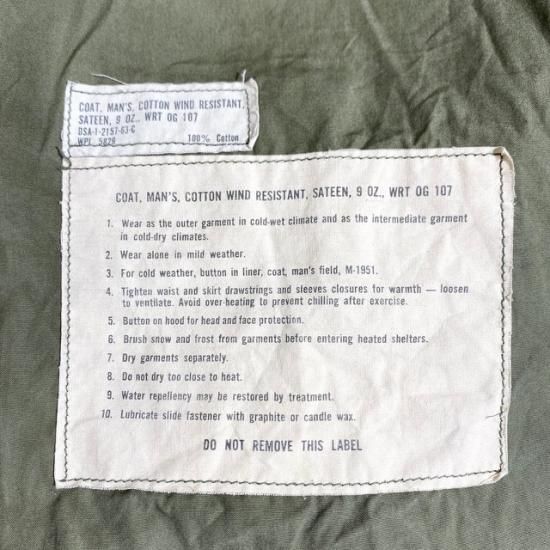 COAT, MAN'S, COTTON WIND RESISTANT,
SATEEN, 9 OZ., WRT OG 107
DSA-1-2157-63-C
WPL 5829 100% Cotton
COAT, MAN'S, COTTON WIND RESISTANT, SATEEN, 9 OZ., WRT OG 107
1. Wear as the outer garment in cold-wet climate and as the intermediate garment
in cold-dry climates.
2. Wear alone in mild weather.
3. For cold weather, button in liner, coat, man's field, M-1951.
4. Tighten waist and skirt drawstrings and sleeves closures for warmth — loosen
to ventilate. Avoid over-heating to prevent chilling after exercise.
5. Button on hood for head and face protection.
6. Brush snow and frost from garments before entering heated shelters.
7. Dry garments separately.
8. Do not dry too close to heat.
9. Water repellency may be restored by treatment.
10. Lubricate slide fastener with graphite or candle wax.
DO NOT REMOVE THIS LABEL